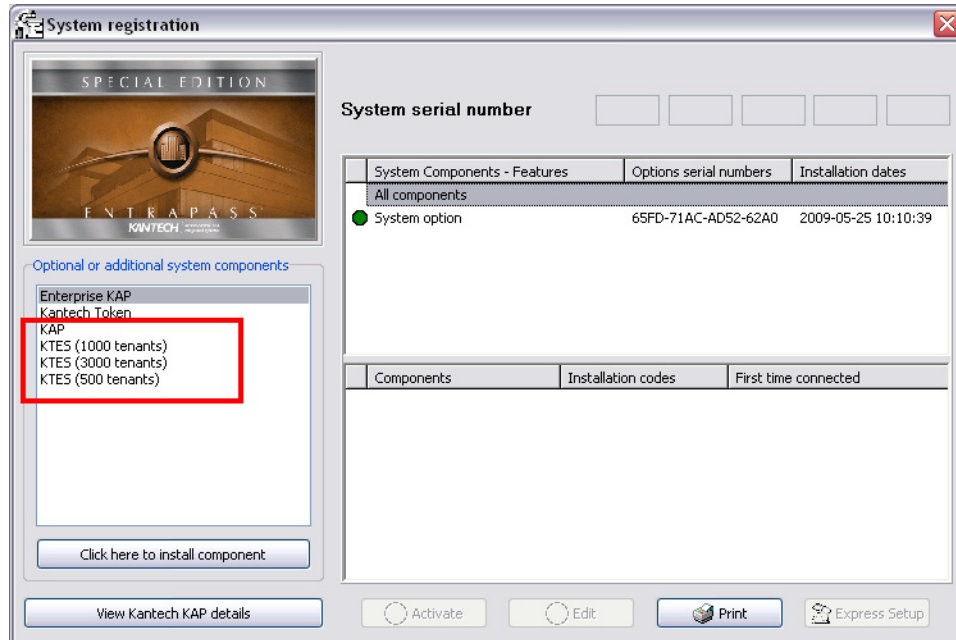 System registration
SPECIAL EDITION
ENTRAPASS
KANTECH
System serial number
System Components - Features Options serial numbers Installation dates
All components
System option 65FD-71AC-AD52-62A0 2009-05-25 10:10:39
Optional or additional system components
Enterprise KAP
Kantech Token
KAP
KTES (1000 tenants)
KTES (3000 tenants)
KTES (500 tenants)
Components Installation codes First time connected
Click here to install component
View Kantech KAP details
Activate
Edit
Print
Express Setup